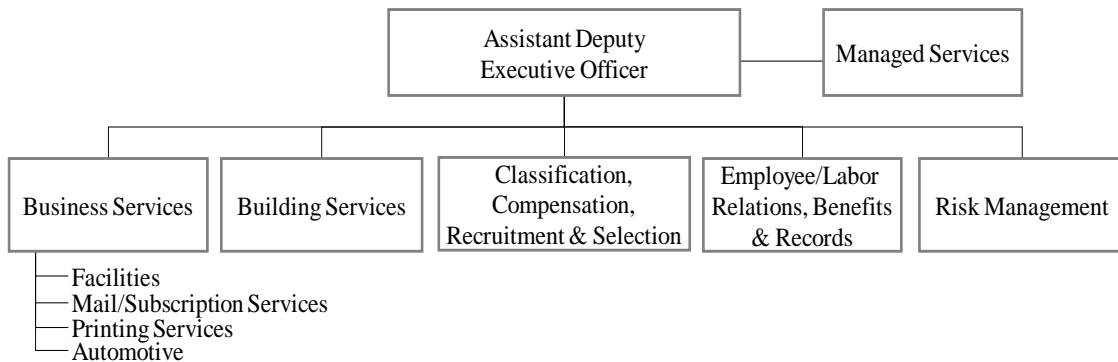 Assistant Deputy
Executive Officer
Managed Services
Business Services
Building Services
Classification,
Compensation,
Recruitment & Selection
Employee/Labor
Relations, Benefits
& Records
Risk Management
Facilities
Mail/Subscription Services
Printing Services
Automotive